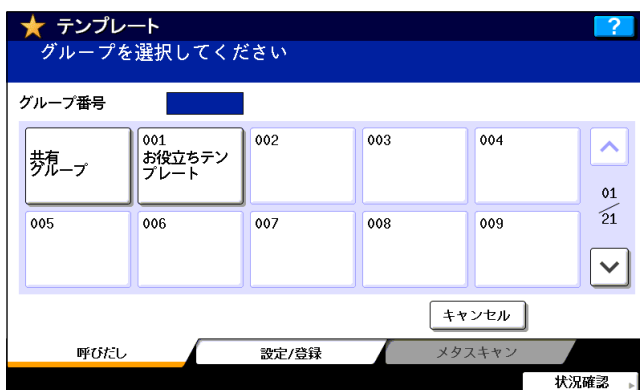 テンプレート
?
グループを選択してください
グループ番号
共有
グループ
001
お役立ちテン
プレート
002
003
004
01
21
005
006
007
008
009
キャンセル
呼びだし
設定/登録
メタスキャン
状況確認